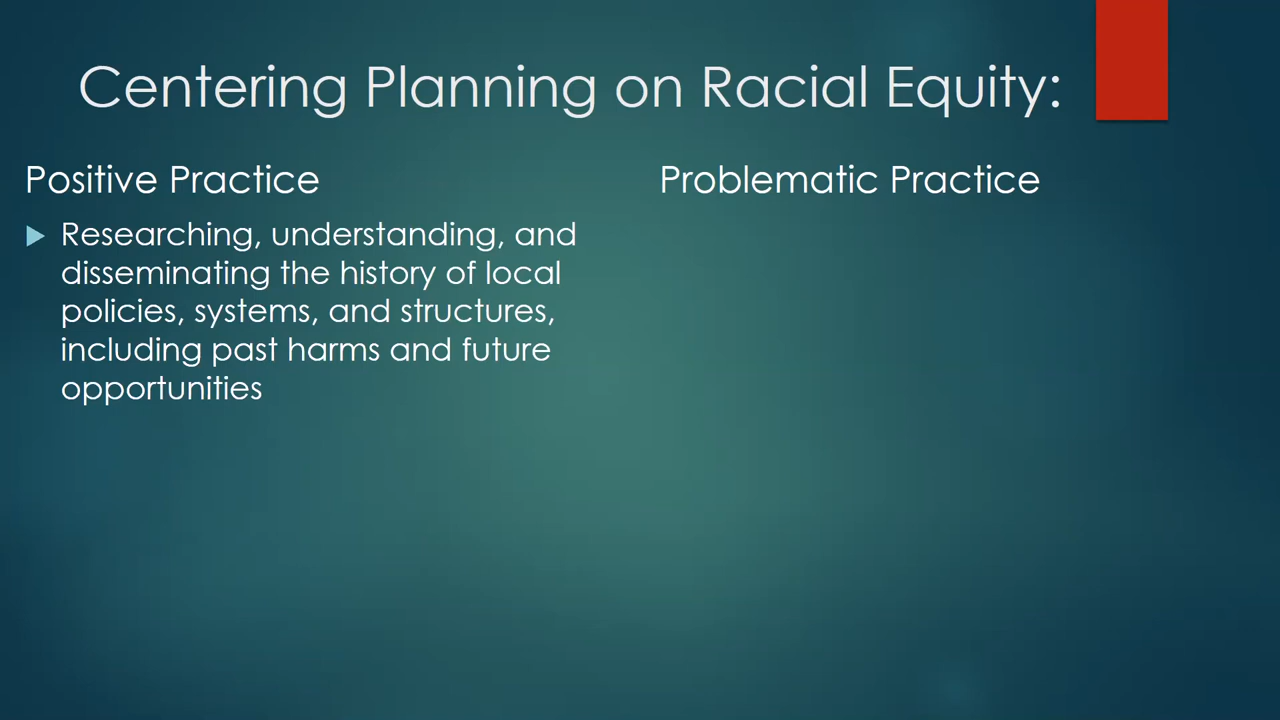 Centering Planning on Racial Equity:
Positive Practice
Researching, understanding, and
disseminating the history of local
policies, systems, and structures,
including past harms and future
opportunities
Problematic Practice